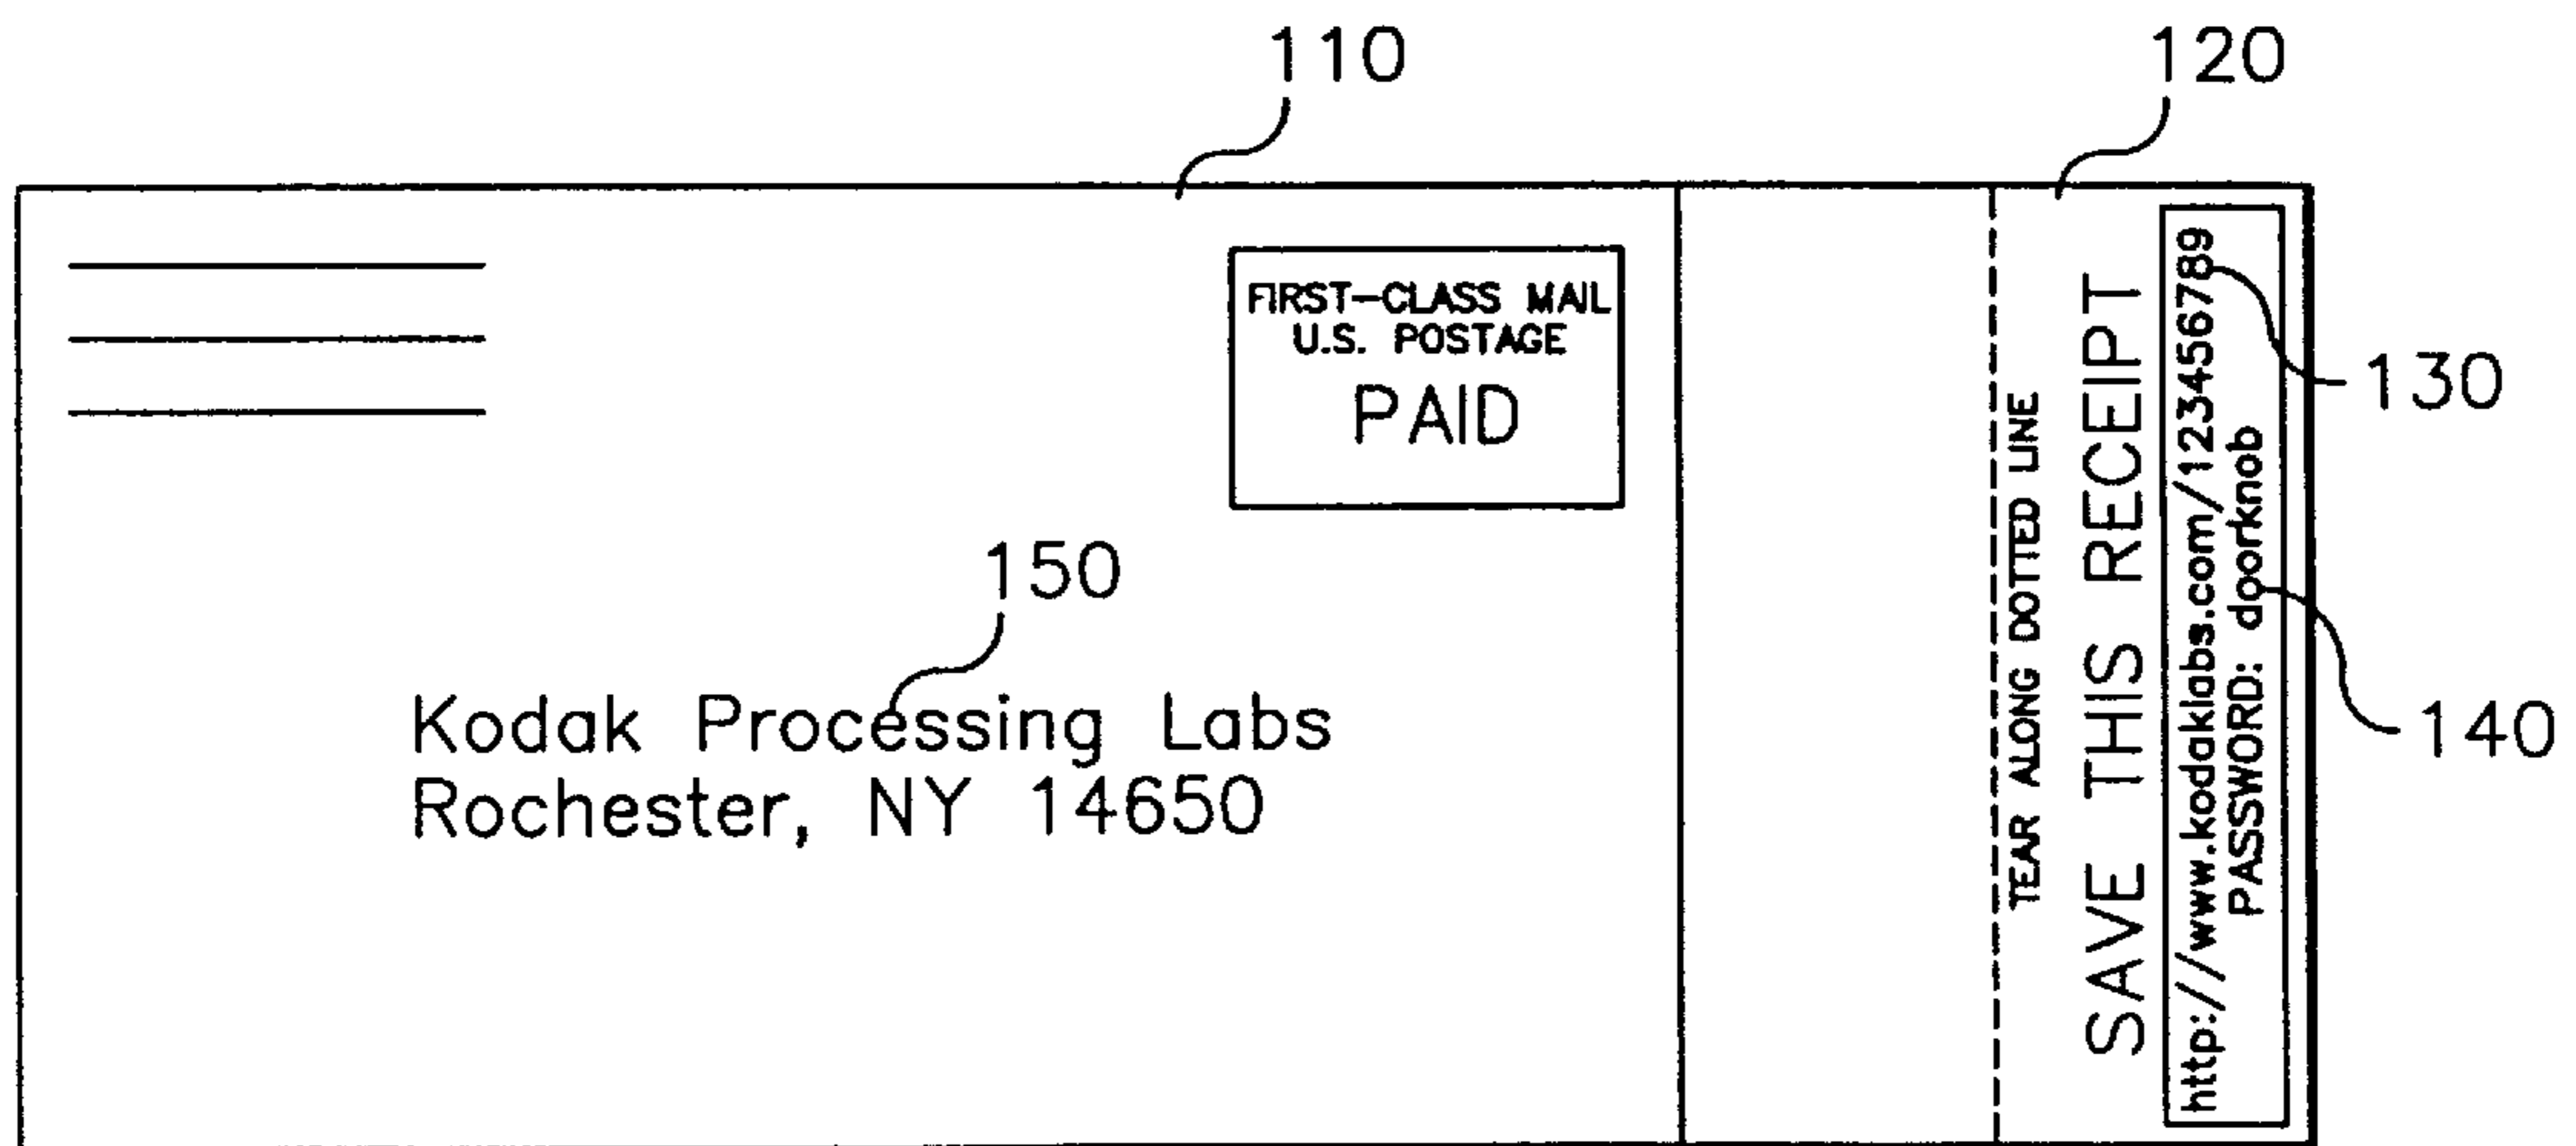 110
120
FIRST-CLASS MAIL
U.S. POSTAGE
PAID
150
Kodak Processing Labs
Rochester, NY 14650
TEAR ALONG DOTTED LINE
SAVE THIS RECEIPT
http://www.kodaklabs.com/123456789
PASSWORD: doorknob
130
140